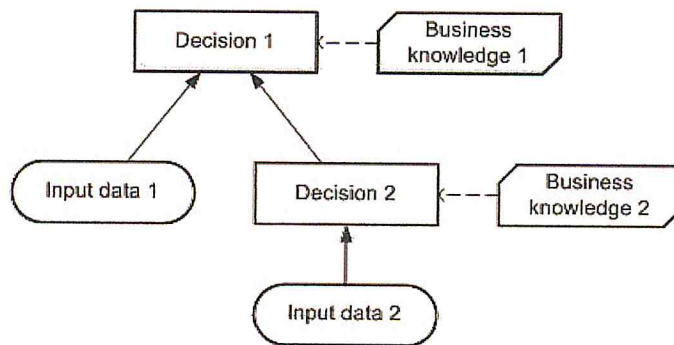 Decision 1
Business
knowledge 1
Input data 1
Decision 2
Business
knowledge 2
Input data 2